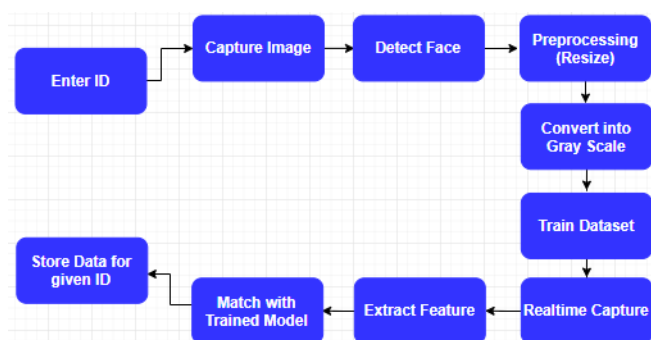 Enter ID
Capture Image
Detect Face
Preprocessing
(Resize)
Convert into
Gray Scale
Train Dataset
Realtime Capture
Extract Feature
Match with
Trained Model
Store Data for
given ID